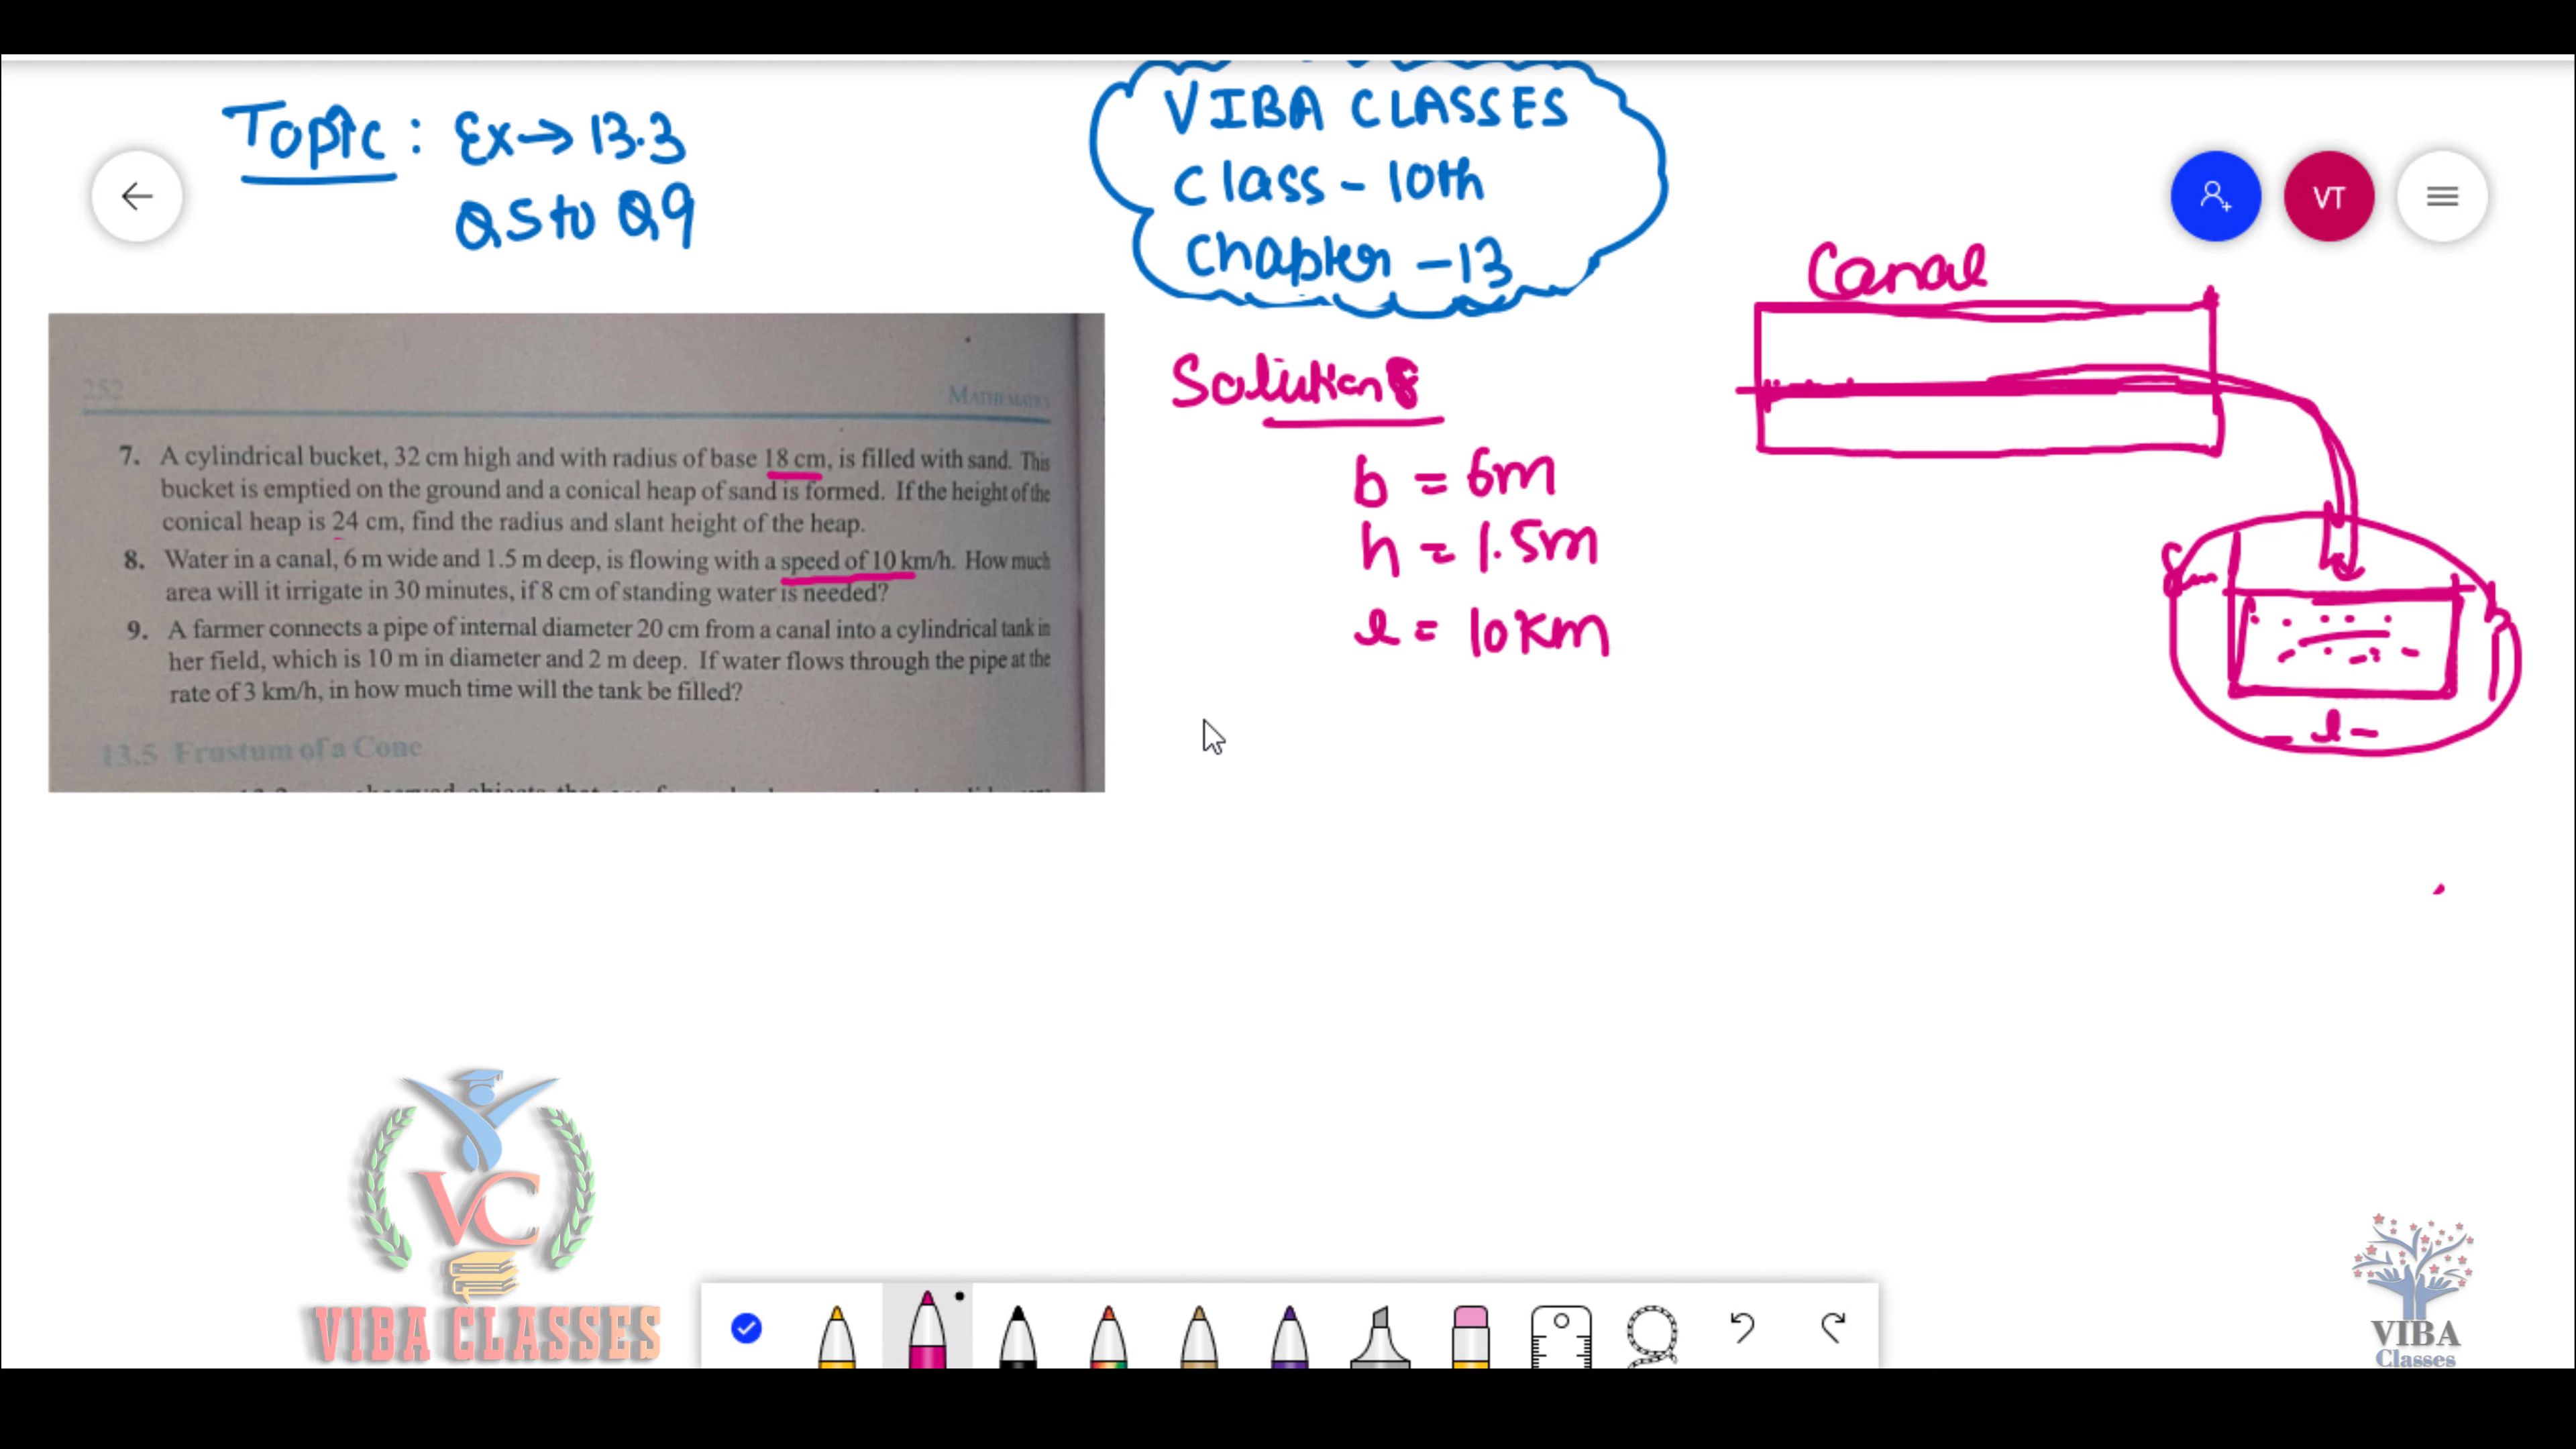 Topic : Ex→ 13.3
Q5 to Q9
VIBA CLASSES
Class - 10th
Chapter -13
VT
Canal
252
MATHEMATICS
7. A cylindrical bucket, 32 cm high and with radius of base 18 cm, is filled with sand. This
bucket is emptied on the ground and a conical heap of sand is formed. If the height of the
conical heap is 24 cm, find the radius and slant height of the heap.
8. Water in a canal, 6 m wide and 1.5 m deep, is flowing with a speed of 10 km/h. How much
area will it irrigate in 30 minutes, if 8 cm of standing water is needed?
9. A farmer connects a pipe of internal diameter 20 cm from a canal into a cylindrical tank in
her field, which is 10 m in diameter and 2 m deep. If water flows through the pipe at the
rate of 3 km/h, in how much time will the tank be filled?
13.5 Frustum of a Cone
Solution 8
b = 6m
h = 1.5m
l = 10 Km
l
VC
VIBA CLASSES
VIBA
Classes